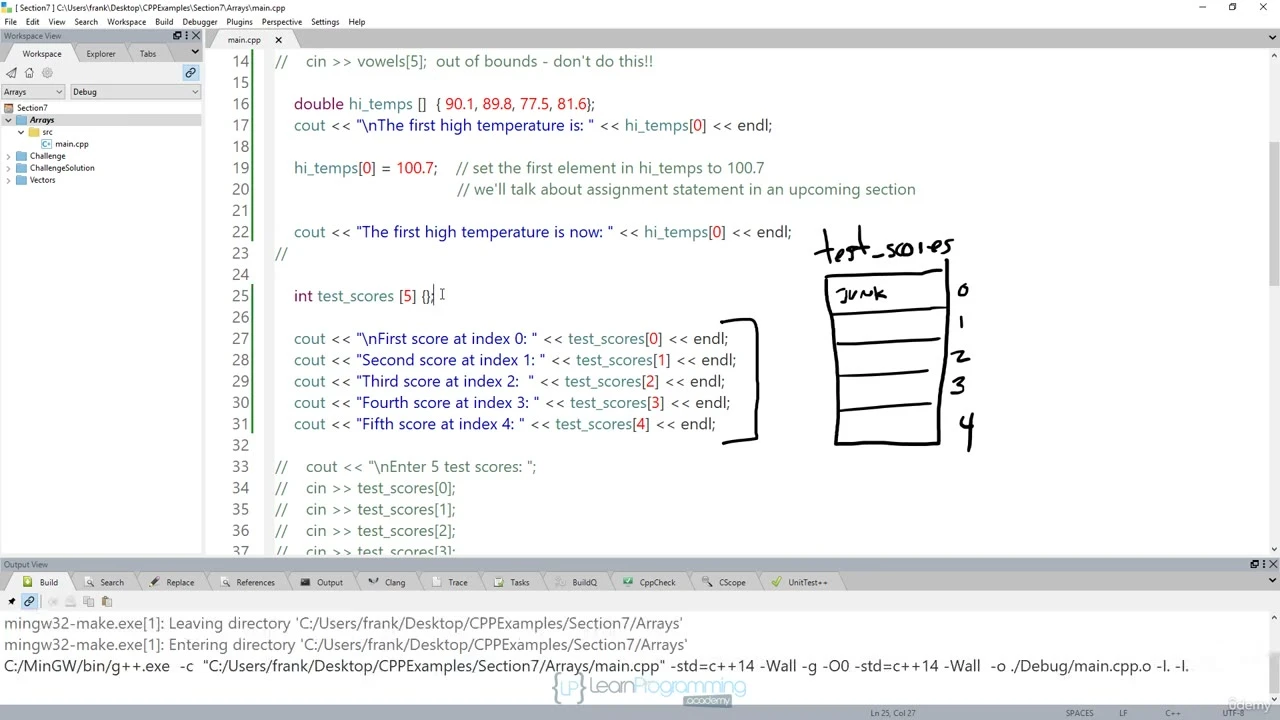 [ Section7 ] C:\Users\frank\Desktop\CPPExamples\Section7\Arrays\main.cpp
File Edit View Search Workspace Build Debugger Plugins Perspective Settings Help
Workspace View
Workspace Explorer Tabs
Arrays Debug
Section7
Arrays
src
main.cpp
Challenge
ChallengeSolution
Vectors
main.cpp
14 // cin >> vowels[5]; out of bounds - don't do this!!
15
16 double hi_temps [] { 90.1, 89.8, 77.5, 81.6};
17 cout << "\nThe first high temperature is: " << hi_temps[0] << endl;
18
19 hi_temps[0] = 100.7; // set the first element in hi_temps to 100.7
20 // we'll talk about assignment statement in an upcoming section
21
22 cout << "The first high temperature is now: " << hi_temps[0] << endl;
23 //
24
25 int test_scores [5] {};
26
27 cout << "\nFirst score at index 0: " << test_scores[0] << endl;
28 cout << "Second score at index 1: " << test_scores[1] << endl;
29 cout << "Third score at index 2: " << test_scores[2] << endl;
30 cout << "Fourth score at index 3: " << test_scores[3] << endl;
31 cout << "Fifth score at index 4: " << test_scores[4] << endl;
32
33 // cout << "\nEnter 5 test scores: ";
34 // cin >> test_scores[0];
35 // cin >> test_scores[1];
36 // cin >> test_scores[2];
37 // cin >> test_scores[3];
test_scores
Junk 0
1
2
3
4
Output View
Build Search Replace References Output Clang Trace Tasks BuildQ CppCheck CScope UnitTest++
mingw32-make.exe[1]: Leaving directory 'C:/Users/frank/Desktop/CPPExamples/Section7/Arrays'
mingw32-make.exe[1]: Entering directory 'C:/Users/frank/Desktop/CPPExamples/Section7/Arrays'
C:/MinGW/bin/g++.exe -c "C:/Users/frank/Desktop/CPPExamples/Section7/Arrays/main.cpp" -std=c++14 -Wall -g -O0 -std=c++14 -Wall -o ./Debug/main.cpp.o -I. -I.
LP LearnProgramming
academy
Ln 25, Col 27 SPACES LF C++ UTF-8
ûdemy